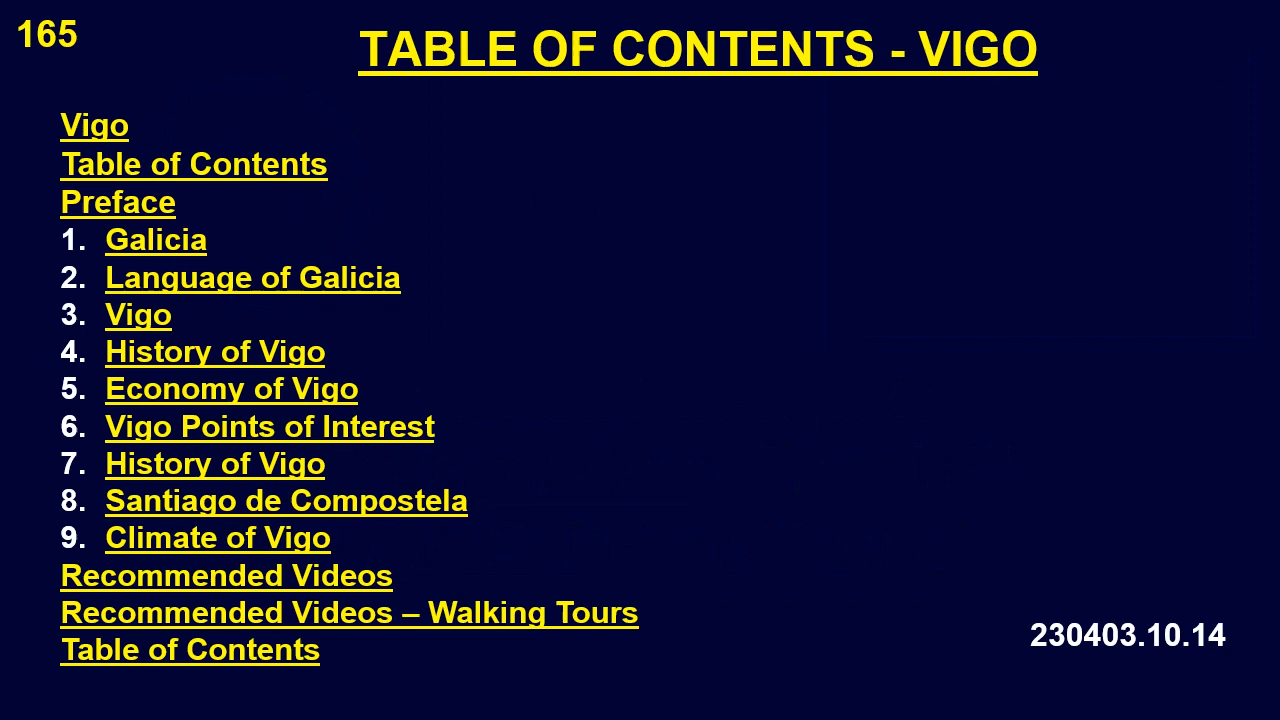 165
TABLE OF CONTENTS - VIGO
Vigo
Table of Contents
Preface
1. Galicia
2. Language of Galicia
3. Vigo
4. History of Vigo
5. Economy of Vigo
6. Vigo Points of Interest
7. History of Vigo
8. Santiago de Compostela
9. Climate of Vigo
Recommended Videos
Recommended Videos – Walking Tours
Table of Contents
230403.10.14